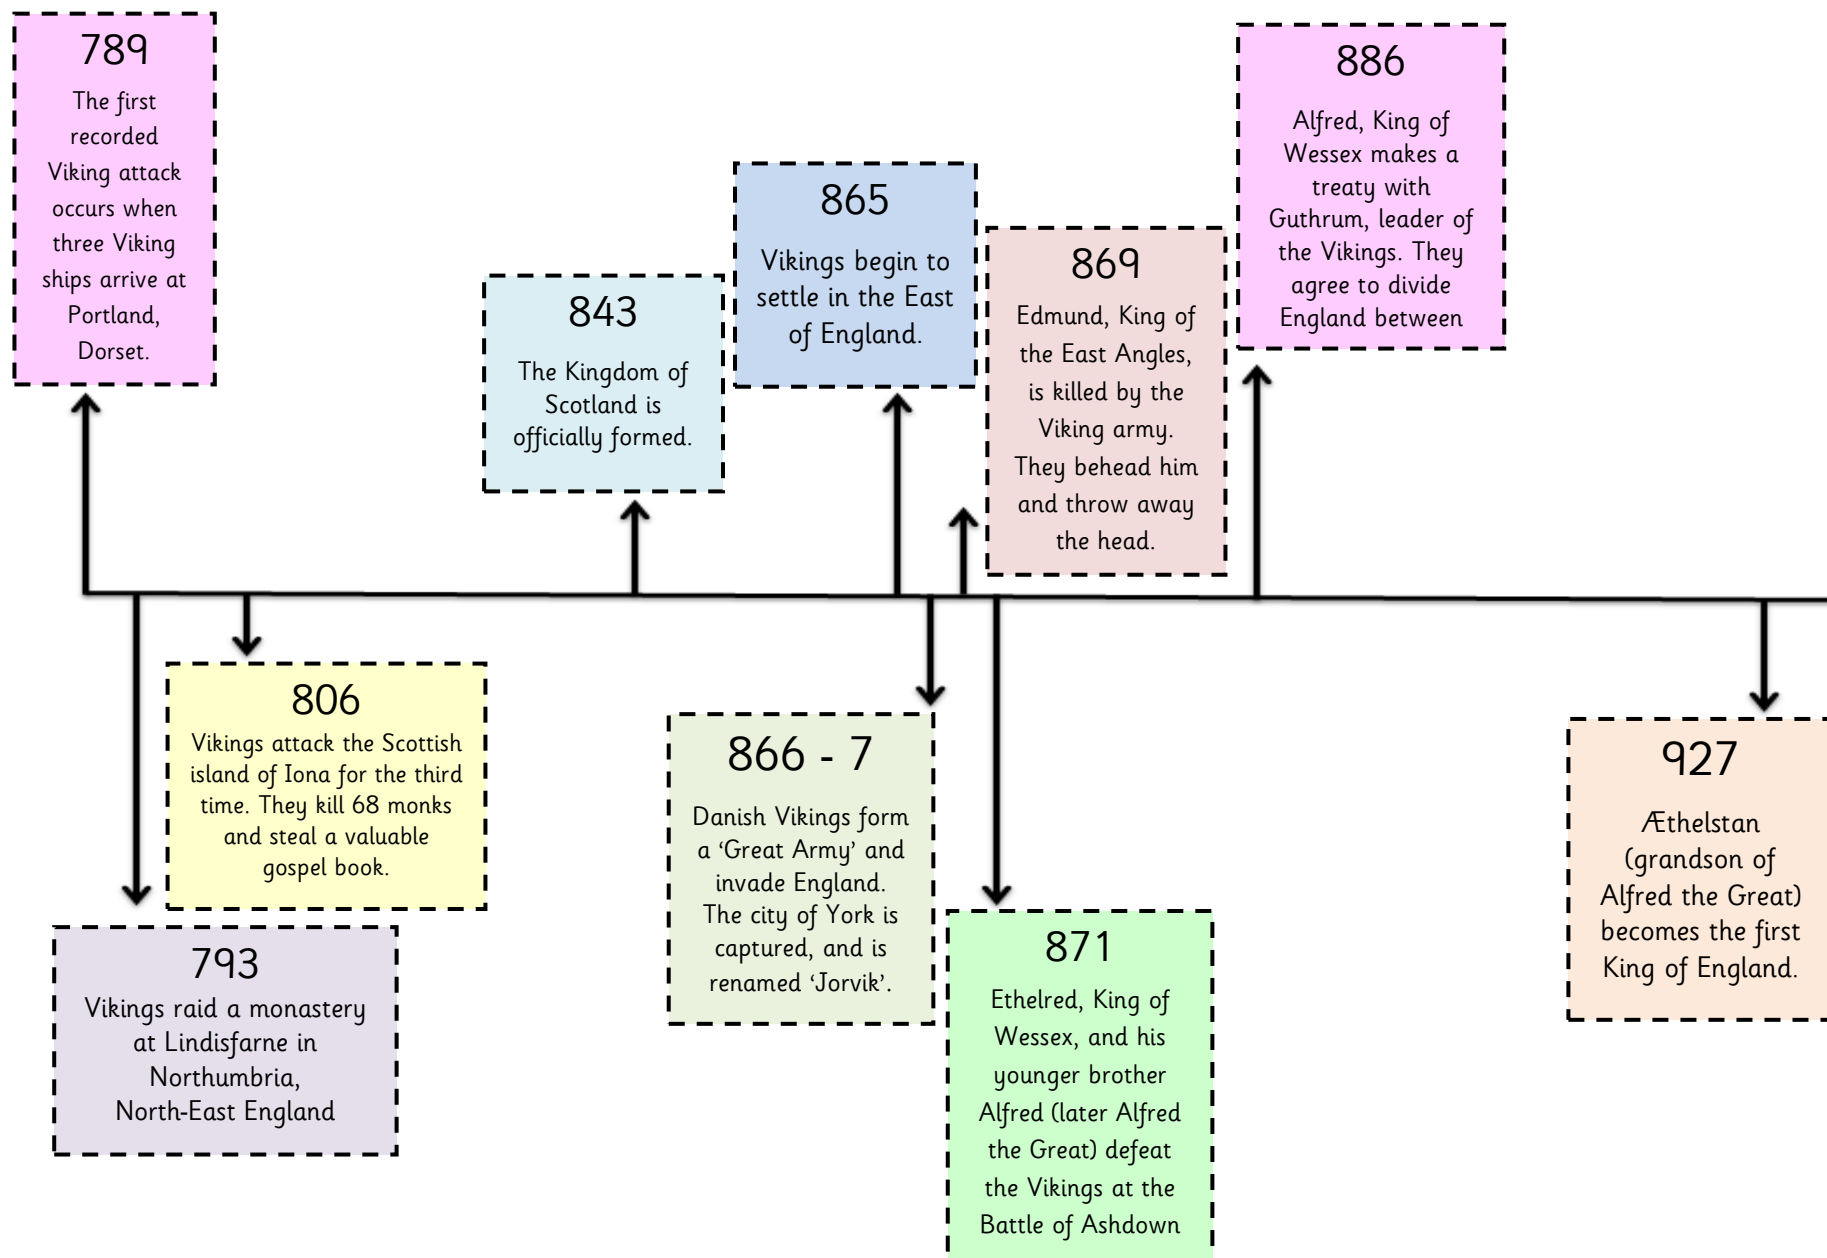 789
The first
recorded
Viking attack
occurs when
three Viking
ships arrive at
Portland,
Dorset.
793
Vikings raid a monastery
at Lindisfarne in
Northumbria,
North-East England
806
Vikings attack the Scottish
island of Iona for the third
time. They kill 68 monks
and steal a valuable
gospel book.
843
The Kingdom of
Scotland is
officially formed.
865
Vikings begin to
settle in the East
of England.
866 - 7
Danish Vikings form
a ‘Great Army’ and
invade England.
The city of York is
captured, and is
renamed ‘Jorvik’.
869
Edmund, King of
the East Angles,
is killed by the
Viking army.
They behead him
and throw away
the head.
871
Ethelred, King of
Wessex, and his
younger brother
Alfred (later Alfred
the Great) defeat
the Vikings at the
Battle of Ashdown
886
Alfred, King of
Wessex makes a
treaty with
Guthrum, leader of
the Vikings. They
agree to divide
England between
927
Æthelstan
(grandson of
Alfred the Great)
becomes the first
King of England.